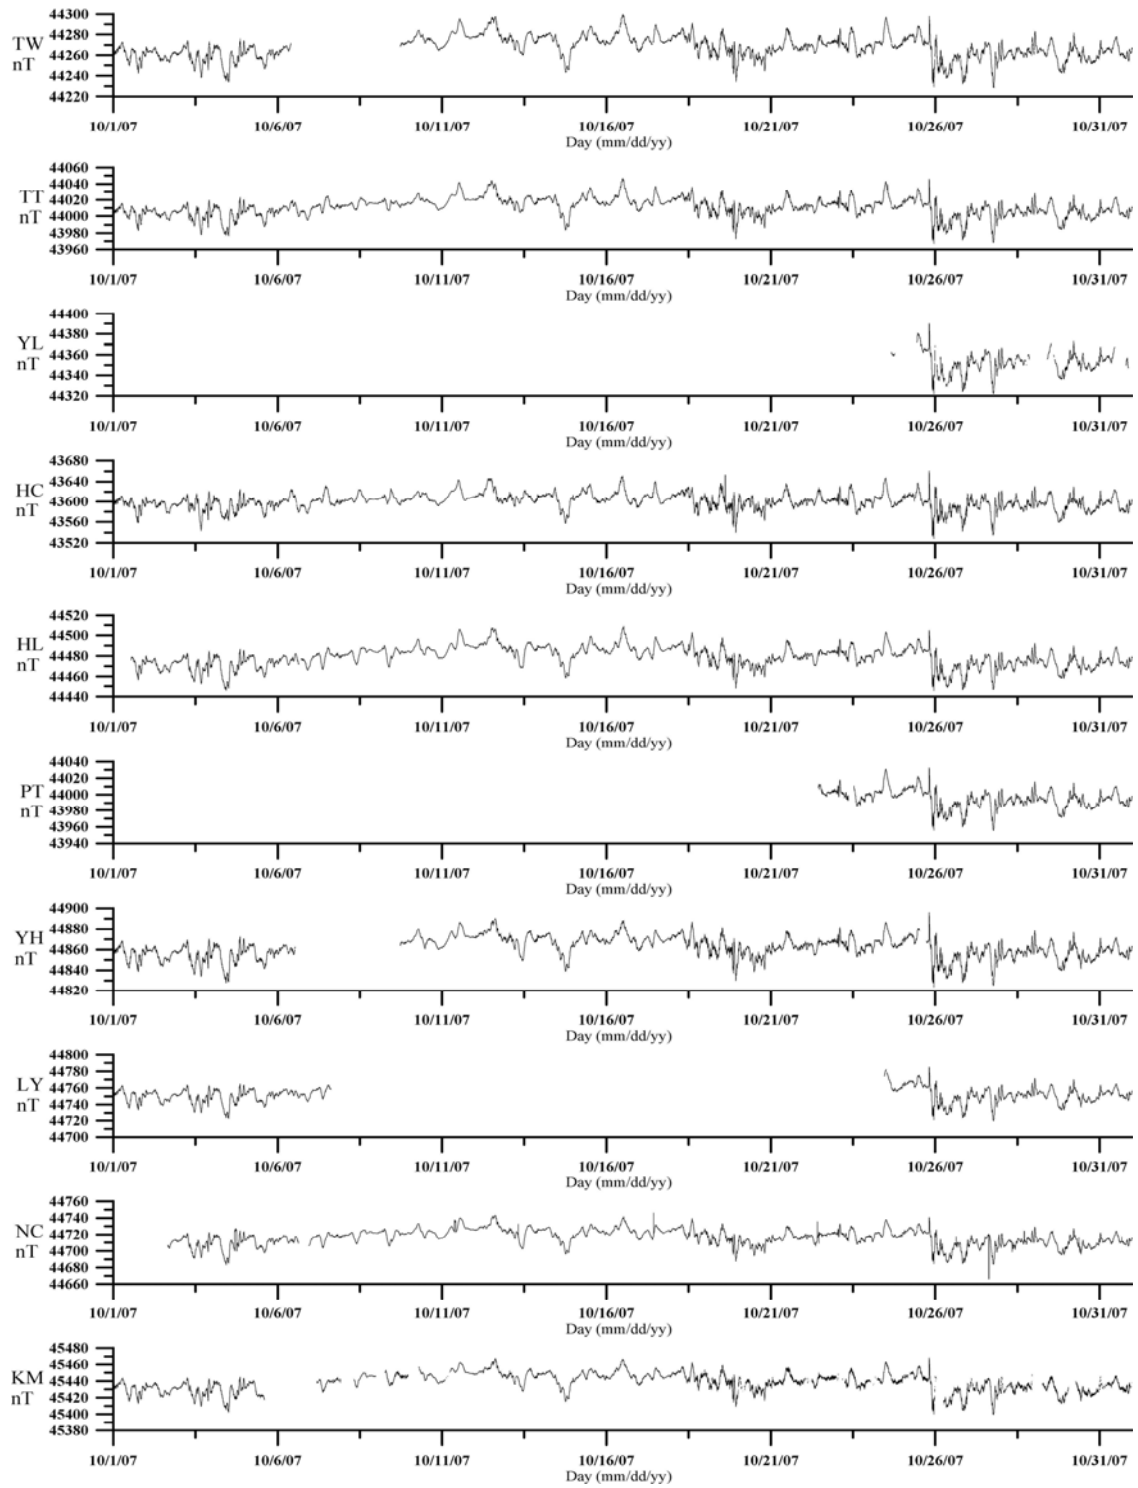 TW
nT
44300
44280
44260
44240
44220
10/1/07 10/6/07 10/11/07 10/16/07 10/21/07 10/26/07 10/31/07
Day (mm/dd/yy)
TT
nT
44060
44040
44020
44000
43980
43960
10/1/07 10/6/07 10/11/07 10/16/07 10/21/07 10/26/07 10/31/07
Day (mm/dd/yy)
YL
nT
44400
44380
44360
44340
44320
10/1/07 10/6/07 10/11/07 10/16/07 10/21/07 10/26/07 10/31/07
Day (mm/dd/yy)
HC
nT
43680
43640
43600
43560
43520
10/1/07 10/6/07 10/11/07 10/16/07 10/21/07 10/26/07 10/31/07
Day (mm/dd/yy)
HL
nT
44520
44500
44480
44460
44440
10/1/07 10/6/07 10/11/07 10/16/07 10/21/07 10/26/07 10/31/07
Day (mm/dd/yy)
PT
nT
44040
44020
44000
43980
43960
43940
10/1/07 10/6/07 10/11/07 10/16/07 10/21/07 10/26/07 10/31/07
Day (mm/dd/yy)
YH
nT
44900
44880
44860
44840
44820
10/1/07 10/6/07 10/11/07 10/16/07 10/21/07 10/26/07 10/31/07
Day (mm/dd/yy)
LY
nT
44800
44760
44740
44720
44700
10/1/07 10/6/07 10/11/07 10/16/07 10/21/07 10/26/07 10/31/07
Day (mm/dd/yy)
NC
nT
44760
44740
44720
44700
44680
44660
10/1/07 10/6/07 10/11/07 10/16/07 10/21/07 10/26/07 10/31/07
Day (mm/dd/yy)
KM
nT
45480
45460
45440
45420
45400
45380
10/1/07 10/6/07 10/11/07 10/16/07 10/21/07 10/26/07 10/31/07
Day (mm/dd/yy)